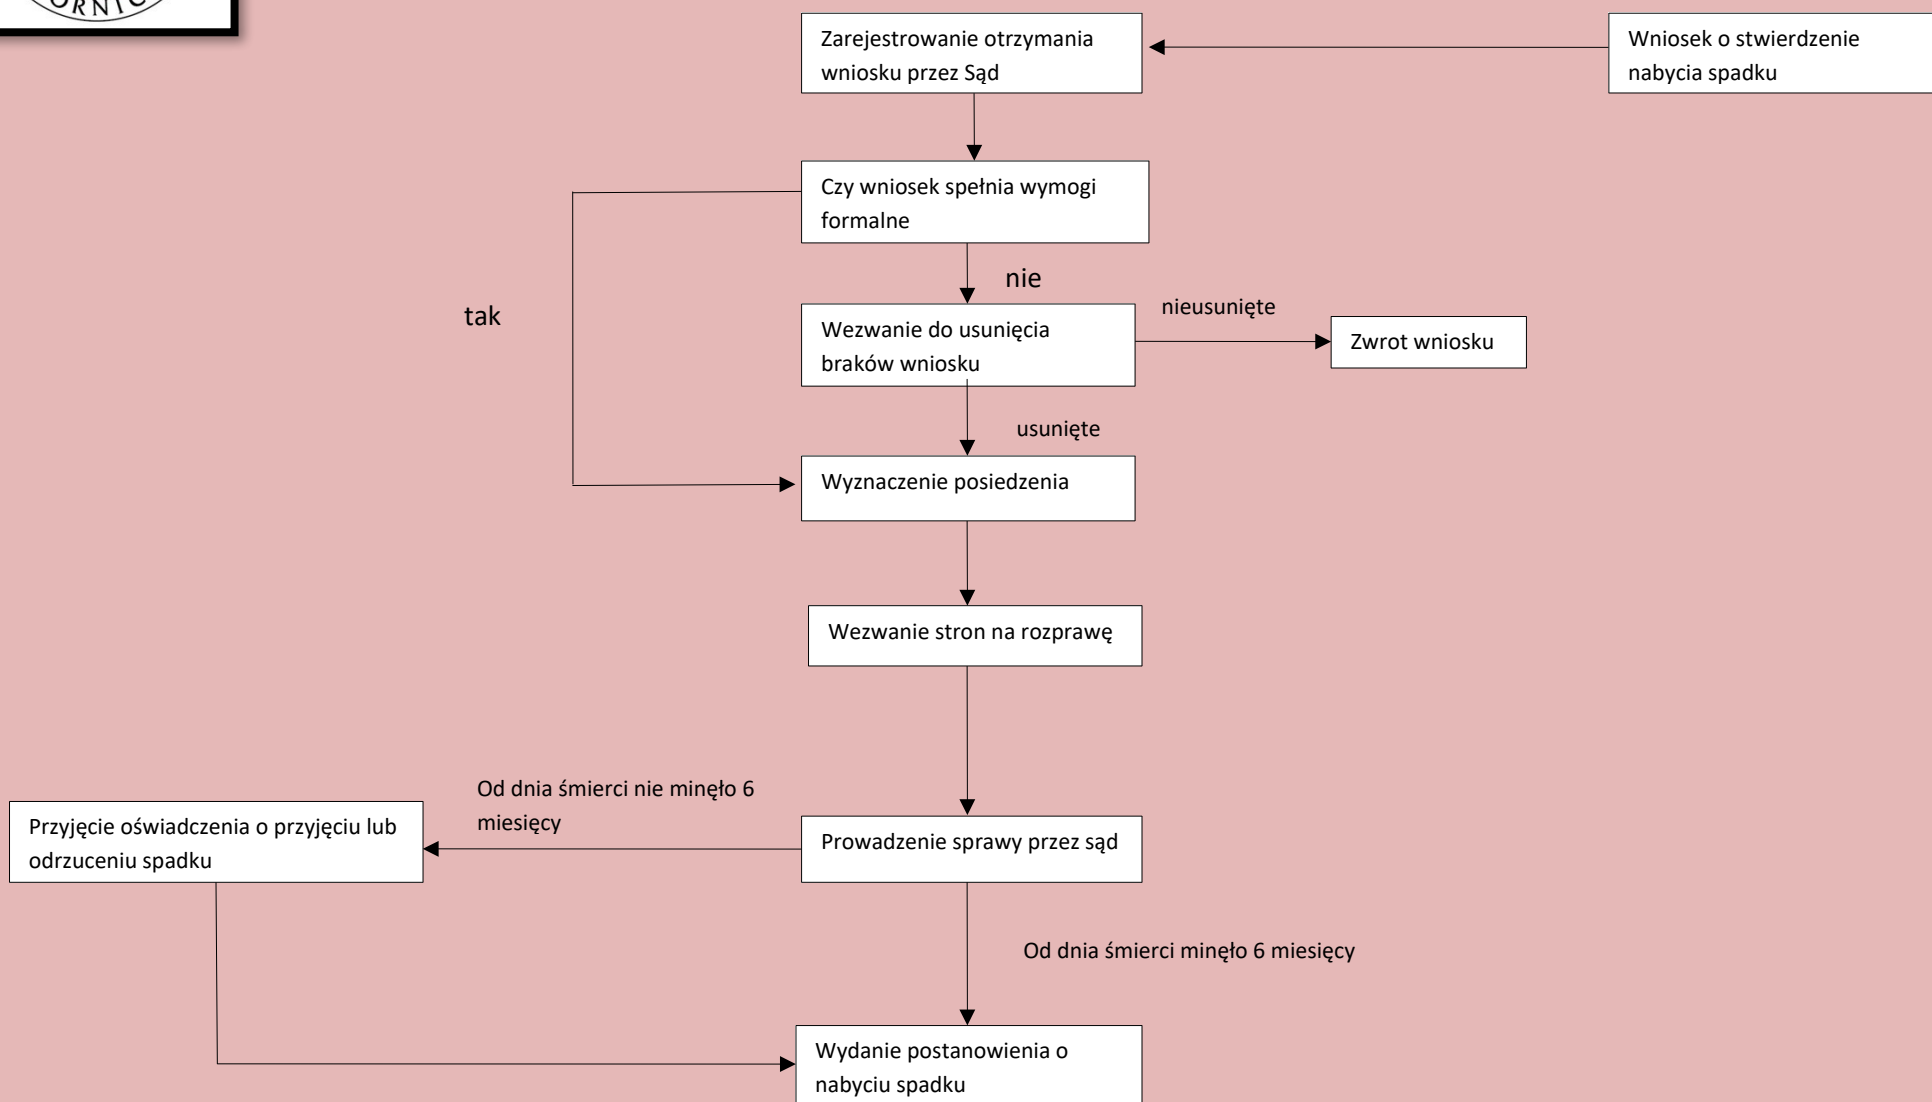 Zarejestrowanie otrzymania
wniosku przez Sąd
Wniosek o stwierdzenie
nabycia spadku
Czy wniosek spełnia wymogi
formalne
nie
tak
nieusunięte
Wezwanie do usunięcia
braków wniosku
Zwrot wniosku
usunięte
Wyznaczenie posiedzenia
Wezwanie stron na rozprawę
Od dnia śmierci nie minęło 6
miesięcy
Przyjęcie oświadczenia o przyjęciu lub
odrzuceniu spadku
Prowadzenie sprawy przez sąd
Od dnia śmierci minęło 6 miesięcy
Wydanie postanowienia o
nabyciu spadku